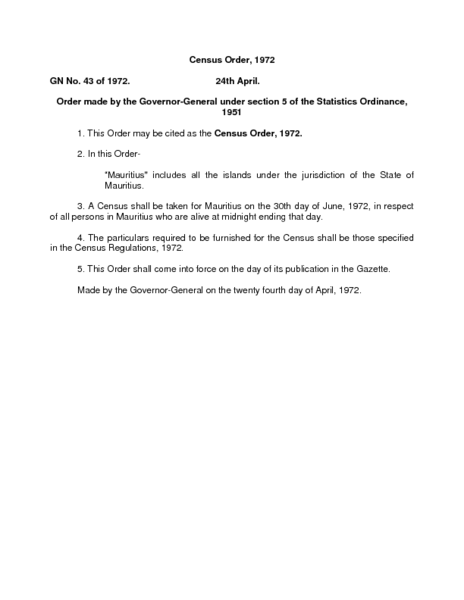 Census Order, 1972
GN No. 43 of 1972. 24th April.
Order made by the Governor-General under section 5 of the Statistics Ordinance,
1951
1. This Order may be cited as the Census Order, 1972.
2. In this Order-
"Mauritius" includes all the islands under the jurisdiction of the State of
Mauritius.
3. A Census shall be taken for Mauritius on the 30th day of June, 1972, in respect
of all persons in Mauritius who are alive at midnight ending that day.
4. The particulars required to be furnished for the Census shall be those specified
in the Census Regulations, 1972.
5. This Order shall come into force on the day of its publication in the Gazette.
Made by the Governor-General on the twenty fourth day of April, 1972.